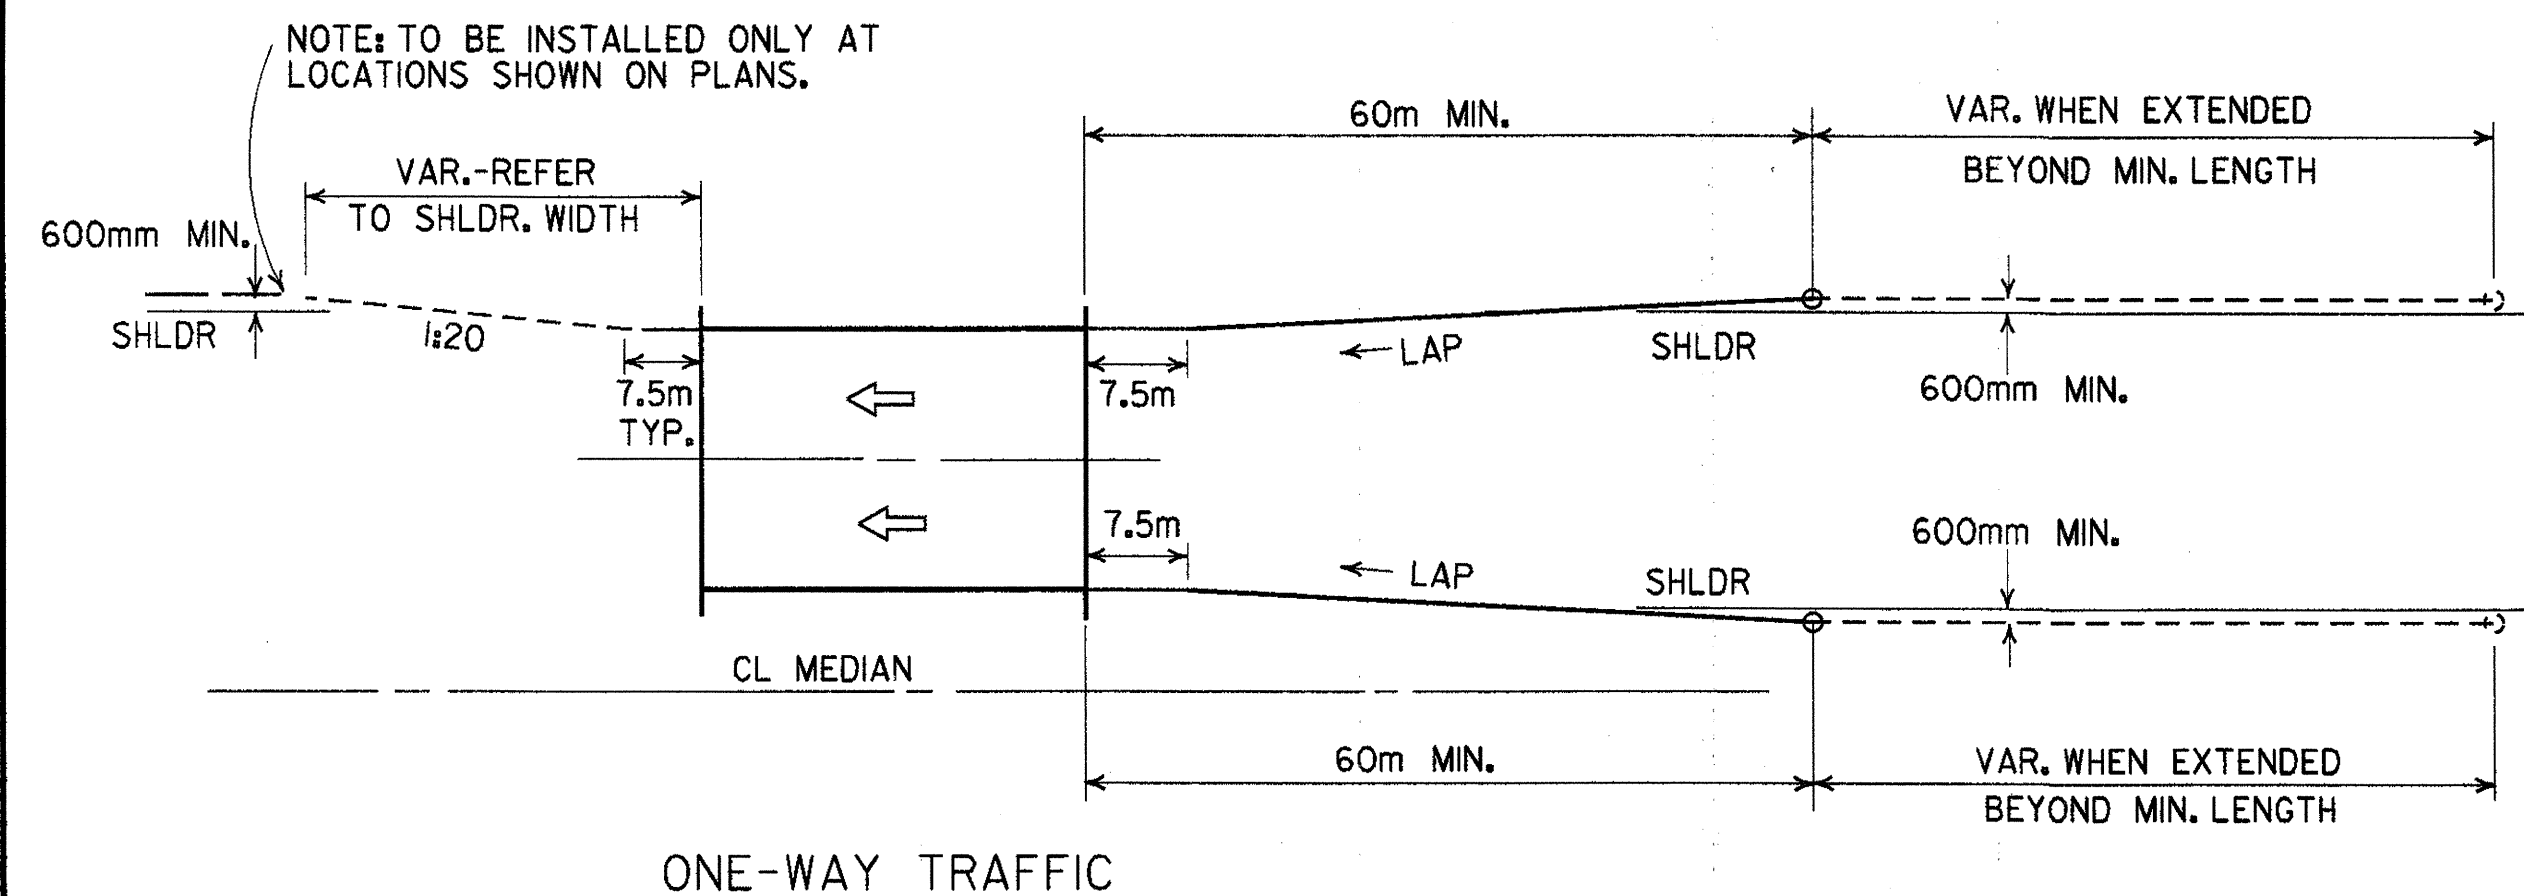 NOTE: TO BE INSTALLED ONLY AT
LOCATIONS SHOWN ON PLANS.
60m MIN.
VAR. WHEN EXTENDED
BEYOND MIN. LENGTH
VAR.-REFER
TO SHLDR. WIDTH
600mm MIN.
SHLDR
1:20
LAP
SHLDR
7.5m
TYP.
7.5m
600mm MIN.
7.5m
600mm MIN.
LAP
SHLDR
CL MEDIAN
60m MIN.
VAR. WHEN EXTENDED
BEYOND MIN. LENGTH
ONE-WAY TRAFFIC